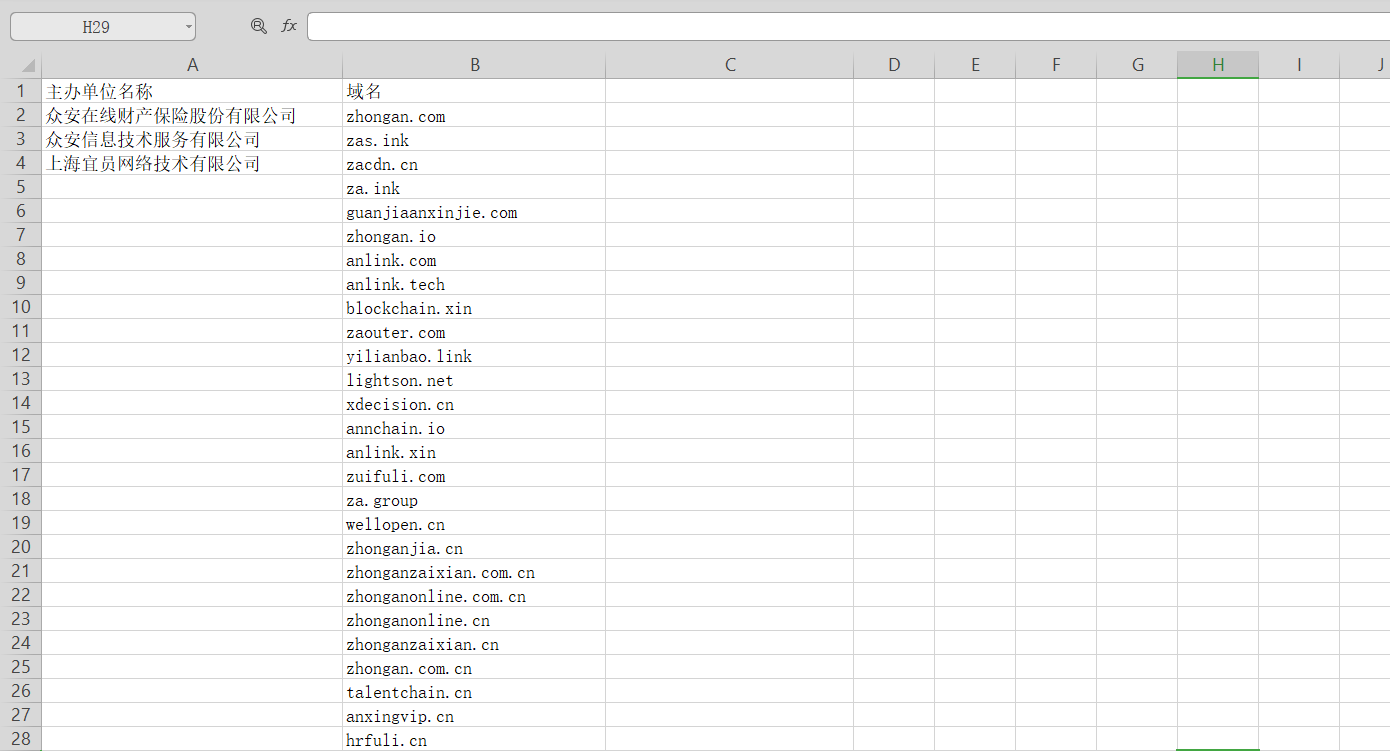 H29 fx
A B C D E F G H I J
1 主办单位名称 域名
2 众安在线财产保险股份有限公司 zhongan.com
3 众安信息技术服务有限公司 zas.ink
4 上海宜员网络技术有限公司 zacdn.cn
5 za.ink
6 guanjiaanxinjie.com
7 zhongan.io
8 anlink.com
9 anlink.tech
10 blockchain.xin
11 zaouter.com
12 yilianbao.link
13 lightson.net
14 xdecision.cn
15 annchain.io
16 anlink.xin
17 zuifuli.com
18 za.group
19 wellopen.cn
20 zhonganjia.cn
21 zhonganzaixian.com.cn
22 zhonganonline.com.cn
23 zhonganonline.cn
24 zhonganzaixian.cn
25 zhongan.com.cn
26 talentchain.cn
27 anxingvip.cn
28 hrfuli.cn